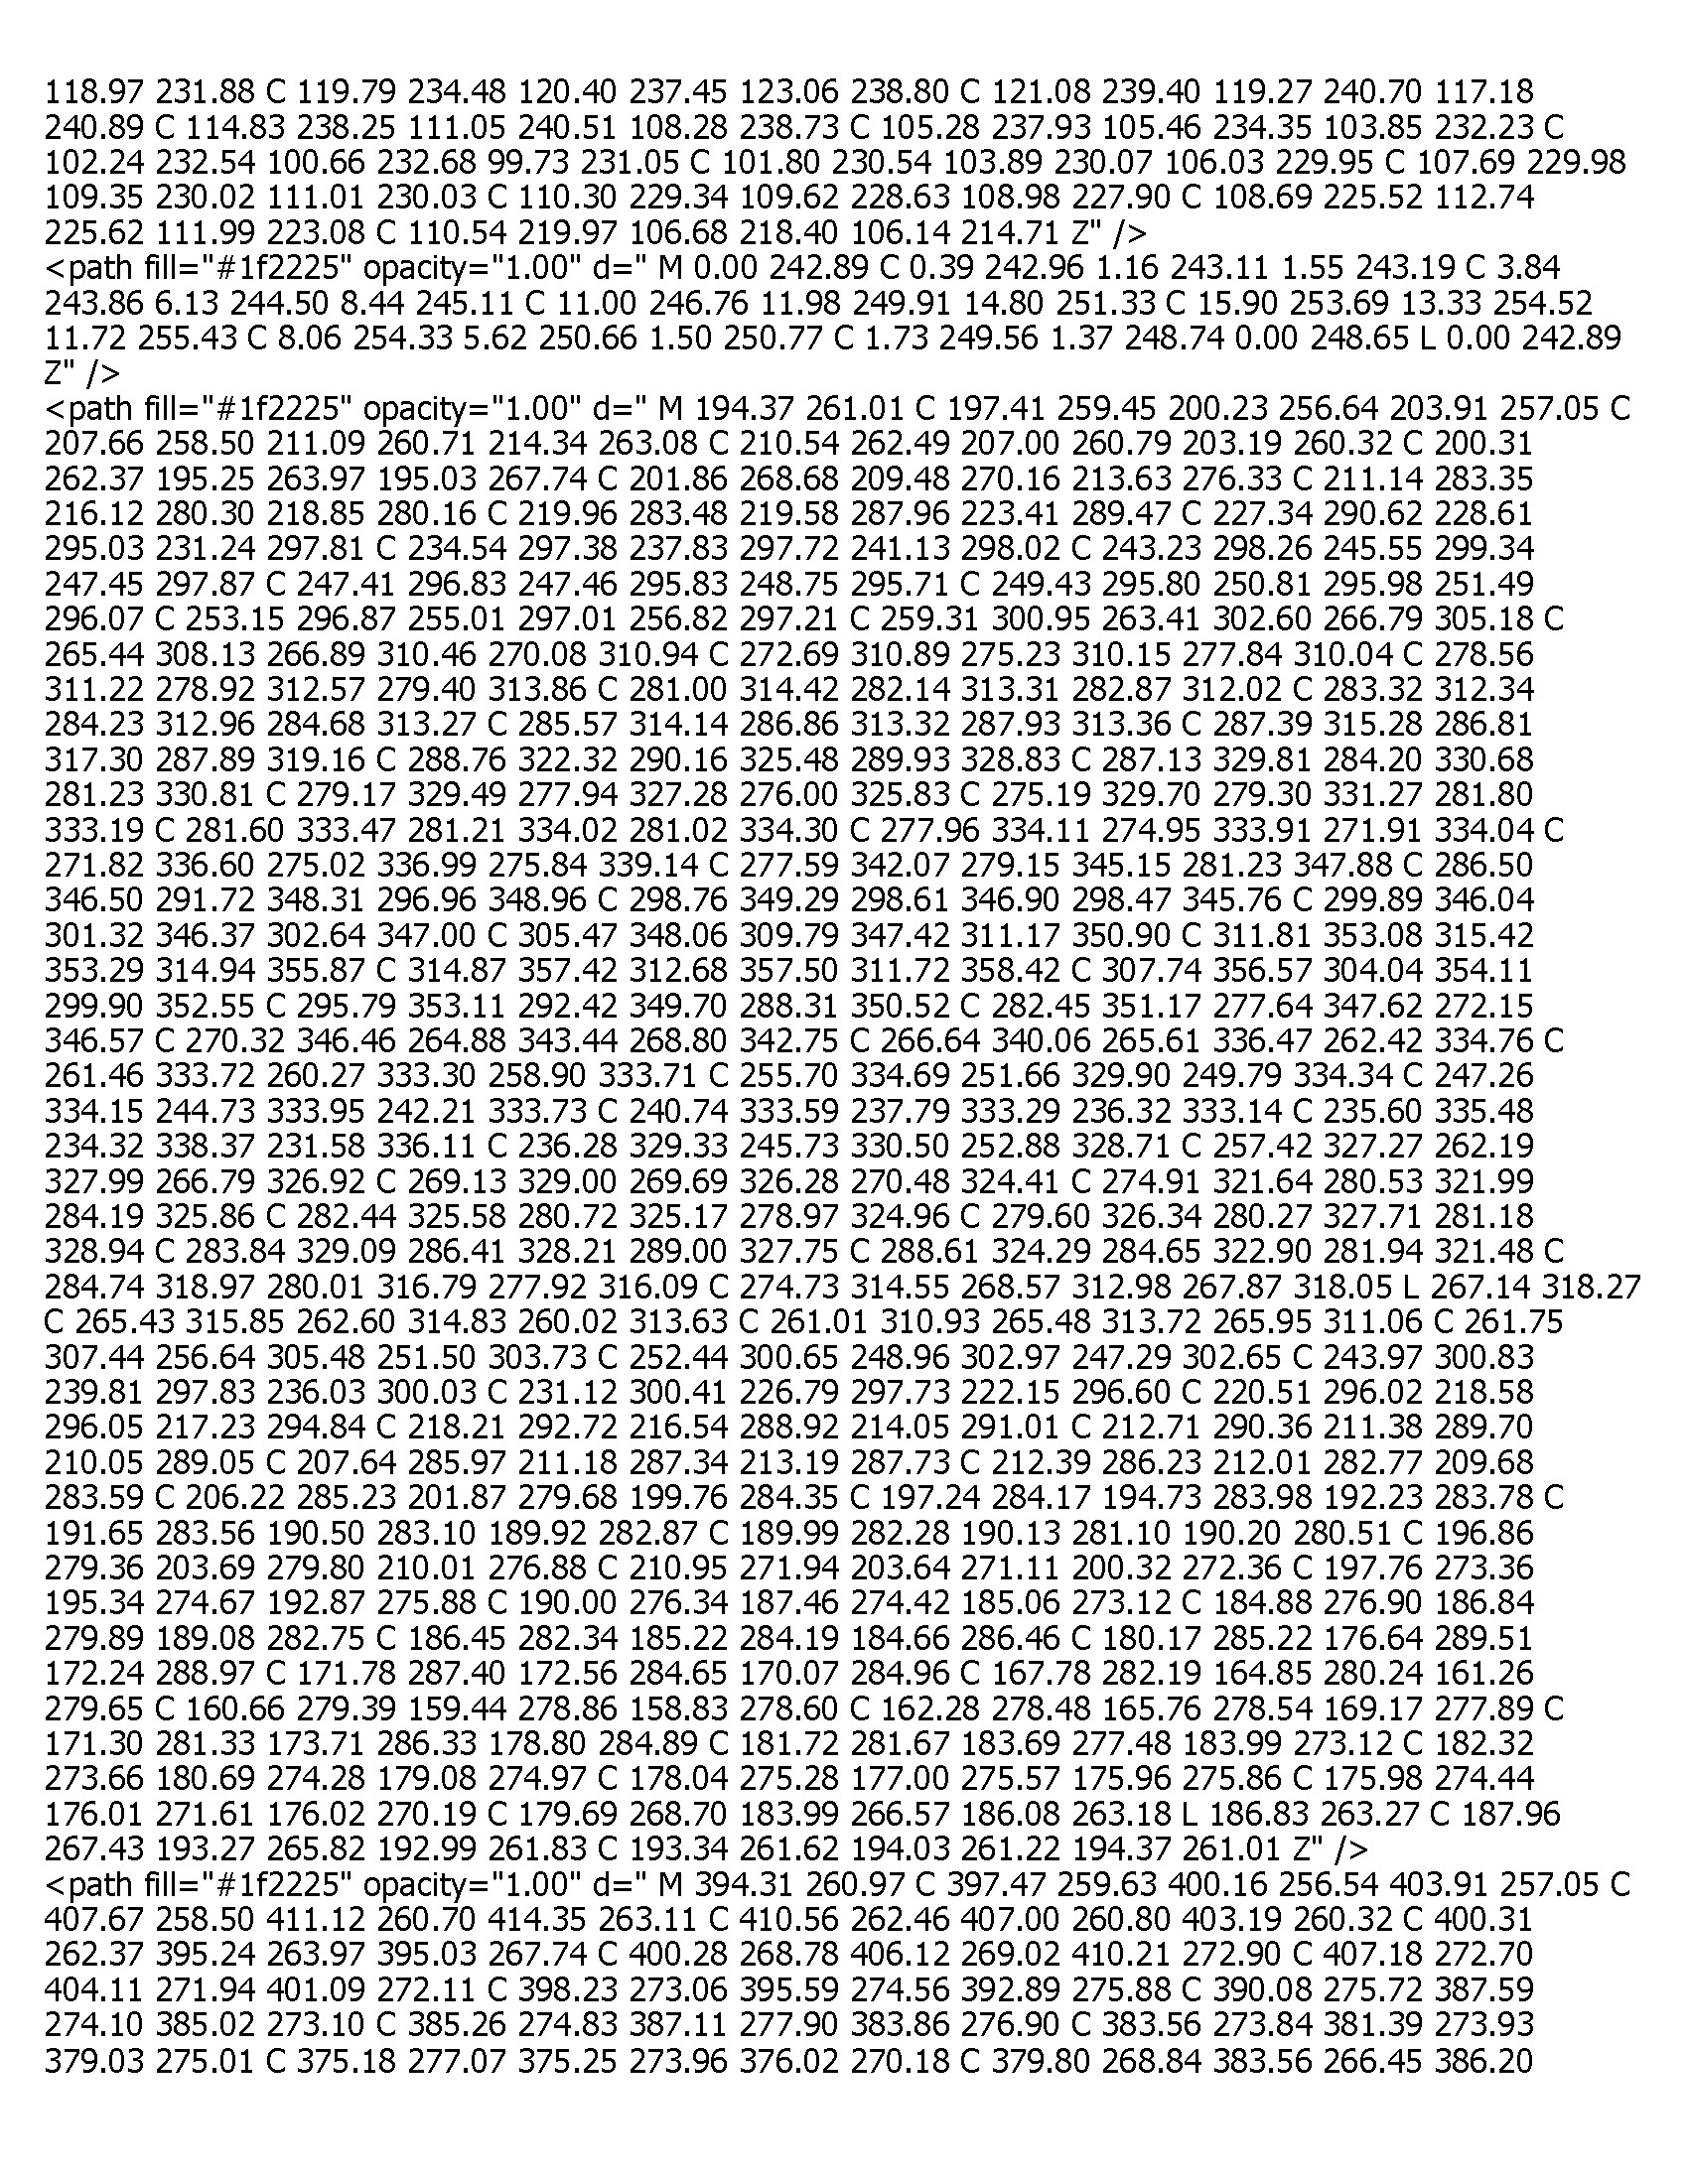 118.97 231.88 C 119.79 234.48 120.40 237.45 123.06 238.80 C 121.08 239.40 119.27 240.70 117.18
240.89 C 114.83 238.25 111.05 240.51 108.28 238.73 C 105.28 237.93 105.46 234.35 103.85 232.23 C
102.24 232.54 100.66 232.68 99.73 231.05 C 101.80 230.54 103.89 230.07 106.03 229.95 C 107.69 229.98
109.35 230.02 111.01 230.03 C 110.30 229.34 109.62 228.63 108.98 227.90 C 108.69 225.52 112.74
225.62 111.99 223.08 C 110.54 219.97 106.68 218.40 106.14 214.71 Z" />
<path fill="#1f2225" opacity="1.00" d=" M 0.00 242.89 C 0.39 242.96 1.16 243.11 1.55 243.19 C 3.84
243.86 6.13 244.50 8.44 245.11 C 11.00 246.76 11.98 249.91 14.80 251.33 C 15.90 253.69 13.33 254.52
11.72 255.43 C 8.06 254.33 5.62 250.66 1.50 250.77 C 1.73 249.56 1.37 248.74 0.00 248.65 L 0.00 242.89
Z" />
<path fill="#1f2225" opacity="1.00" d=" M 194.37 261.01 C 197.41 259.45 200.23 256.64 203.91 257.05 C
207.66 258.50 211.09 260.71 214.34 263.08 C 210.54 262.49 207.00 260.79 203.19 260.32 C 200.31
262.37 195.25 263.97 195.03 267.74 C 201.86 268.68 209.48 270.16 213.63 276.33 C 211.14 283.35
216.12 280.30 218.85 280.16 C 219.96 283.48 219.58 287.96 223.41 289.47 C 227.34 290.62 228.61
295.03 231.24 297.81 C 234.54 297.38 237.83 297.72 241.13 298.02 C 243.23 298.26 245.55 299.34
247.45 297.87 C 247.41 296.83 247.46 295.83 248.75 295.71 C 249.43 295.80 250.81 295.98 251.49
296.07 C 253.15 296.87 255.01 297.01 256.82 297.21 C 259.31 300.95 263.41 302.60 266.79 305.18 C
265.44 308.13 266.89 310.46 270.08 310.94 C 272.69 310.89 275.23 310.15 277.84 310.04 C 278.56
311.22 278.92 312.57 279.40 313.86 C 281.00 314.42 282.14 313.31 282.87 312.02 C 283.32 312.34
284.23 312.96 284.68 313.27 C 285.57 314.14 286.86 313.32 287.93 313.36 C 287.39 315.28 286.81
317.30 287.89 319.16 C 288.76 322.32 290.16 325.48 289.93 328.83 C 287.13 329.81 284.20 330.68
281.23 330.81 C 279.17 329.49 277.94 327.28 276.00 325.83 C 275.19 329.70 279.30 331.27 281.80
333.19 C 281.60 333.47 281.21 334.02 281.02 334.30 C 277.96 334.11 274.95 333.91 271.91 334.04 C
271.82 336.60 275.02 336.99 275.84 339.14 C 277.59 342.07 279.15 345.15 281.23 347.88 C 286.50
346.50 291.72 348.31 296.96 348.96 C 298.76 349.29 298.61 346.90 298.47 345.76 C 299.89 346.04
301.32 346.37 302.64 347.00 C 305.47 348.06 309.79 347.42 311.17 350.90 C 311.81 353.08 315.42
353.29 314.94 355.87 C 314.87 357.42 312.68 357.50 311.72 358.42 C 307.74 356.57 304.04 354.11
299.90 352.55 C 295.79 353.11 292.42 349.70 288.31 350.52 C 282.45 351.17 277.64 347.62 272.15
346.57 C 270.32 346.46 264.88 343.44 268.80 342.75 C 266.64 340.06 265.61 336.47 262.42 334.76 C
261.46 333.72 260.27 333.30 258.90 333.71 C 255.70 334.69 251.66 329.90 249.79 334.34 C 247.26
334.15 244.73 333.95 242.21 333.73 C 240.74 333.59 237.79 333.29 236.32 333.14 C 235.60 335.48
234.32 338.37 231.58 336.11 C 236.28 329.33 245.73 330.50 252.88 328.71 C 257.42 327.27 262.19
327.99 266.79 326.92 C 269.13 329.00 269.69 326.28 270.48 324.41 C 274.91 321.64 280.53 321.99
284.19 325.86 C 282.44 325.58 280.72 325.17 278.97 324.96 C 279.60 326.34 280.27 327.71 281.18
328.94 C 283.84 329.09 286.41 328.21 289.00 327.75 C 288.61 324.29 284.65 322.90 281.94 321.48 C
284.74 318.97 280.01 316.79 277.92 316.09 C 274.73 314.55 268.57 312.98 267.87 318.05 L 267.14 318.27
C 265.43 315.85 262.60 314.83 260.02 313.63 C 261.01 310.93 265.48 313.72 265.95 311.06 C 261.75
307.44 256.64 305.48 251.50 303.73 C 252.44 300.65 248.96 302.97 247.29 302.65 C 243.97 300.83
239.81 297.83 236.03 300.03 C 231.12 300.41 226.79 297.73 222.15 296.60 C 220.51 296.02 218.58
296.05 217.23 294.84 C 218.21 292.72 216.54 288.92 214.05 291.01 C 212.71 290.36 211.38 289.70
210.05 289.05 C 207.64 285.97 211.18 287.34 213.19 287.73 C 212.39 286.23 212.01 282.77 209.68
283.59 C 206.22 285.23 201.87 279.68 199.76 284.35 C 197.24 284.17 194.73 283.98 192.23 283.78 C
191.65 283.56 190.50 283.10 189.92 282.87 C 189.99 282.28 190.13 281.10 190.20 280.51 C 196.86
279.36 203.69 279.80 210.01 276.88 C 210.95 271.94 203.64 271.11 200.32 272.36 C 197.76 273.36
195.34 274.67 192.87 275.88 C 190.00 276.34 187.46 274.42 185.06 273.12 C 184.88 276.90 186.84
279.89 189.08 282.75 C 186.45 282.34 185.22 284.19 184.66 286.46 C 180.17 285.22 176.64 289.51
172.24 288.97 C 171.78 287.40 172.56 284.65 170.07 284.96 C 167.78 282.19 164.85 280.24 161.26
279.65 C 160.66 279.39 159.44 278.86 158.83 278.60 C 162.28 278.48 165.76 278.54 169.17 277.89 C
171.30 281.33 173.71 286.33 178.80 284.89 C 181.72 281.67 183.69 277.48 183.99 273.12 C 182.32
273.66 180.69 274.28 179.08 274.97 C 178.04 275.28 177.00 275.57 175.96 275.86 C 175.98 274.44
176.01 271.61 176.02 270.19 C 179.69 268.70 183.99 266.57 186.08 263.18 L 186.83 263.27 C 187.96
267.43 193.27 265.82 192.99 261.83 C 193.34 261.62 194.03 261.22 194.37 261.01 Z" />
<path fill="#1f2225" opacity="1.00" d=" M 394.31 260.97 C 397.47 259.63 400.16 256.54 403.91 257.05 C
407.67 258.50 411.12 260.70 414.35 263.11 C 410.56 262.46 407.00 260.80 403.19 260.32 C 400.31
262.37 395.24 263.97 395.03 267.74 C 400.28 268.78 406.12 269.02 410.21 272.90 C 407.18 272.70
404.11 271.94 401.09 272.11 C 398.23 273.06 395.59 274.56 392.89 275.88 C 390.08 275.72 387.59
274.10 385.02 273.10 C 385.26 274.83 387.11 277.90 383.86 276.90 C 383.56 273.84 381.39 273.93
379.03 275.01 C 375.18 277.07 375.25 273.96 376.02 270.18 C 379.80 268.84 383.56 266.45 386.20